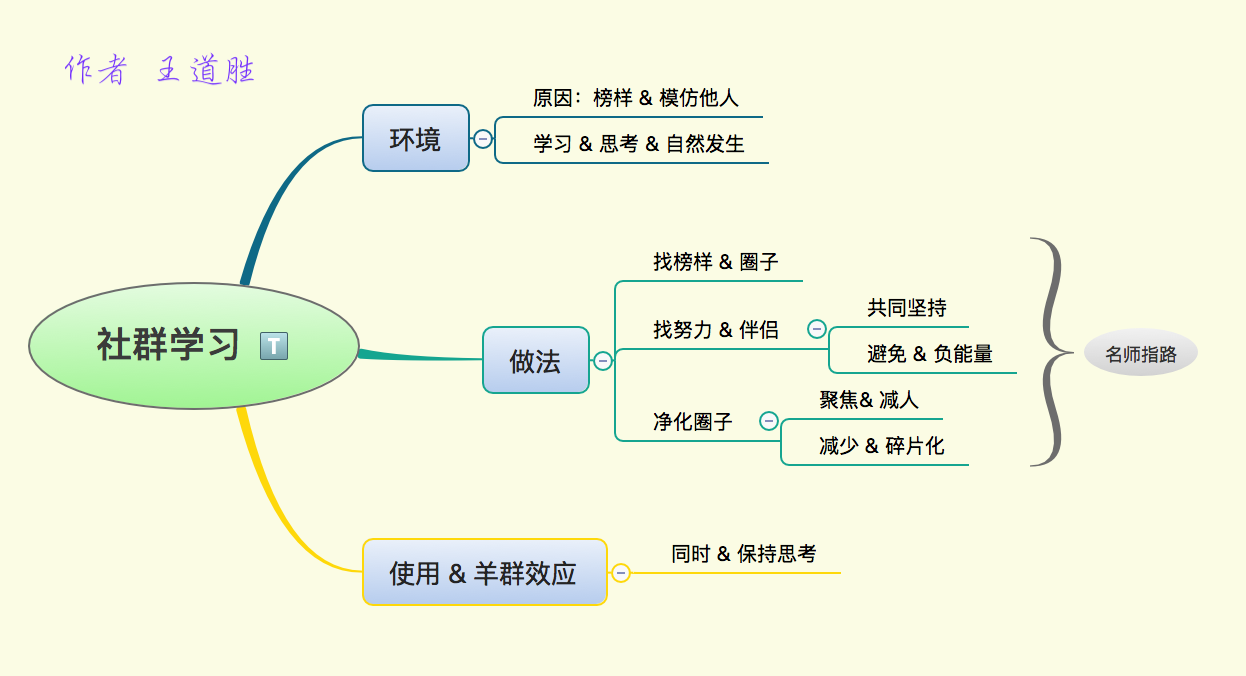 作者 王道胜
原因：榜样 & 模仿他人
环境
学习 & 思考 & 自然发生
找榜样 & 圈子
共同坚持
找努力 & 伴侣
社群学习 T
做法
避免 & 负能量
名师指路
聚焦& 减人
净化圈子
减少 & 碎片化
同时 & 保持思考
使用 & 羊群效应